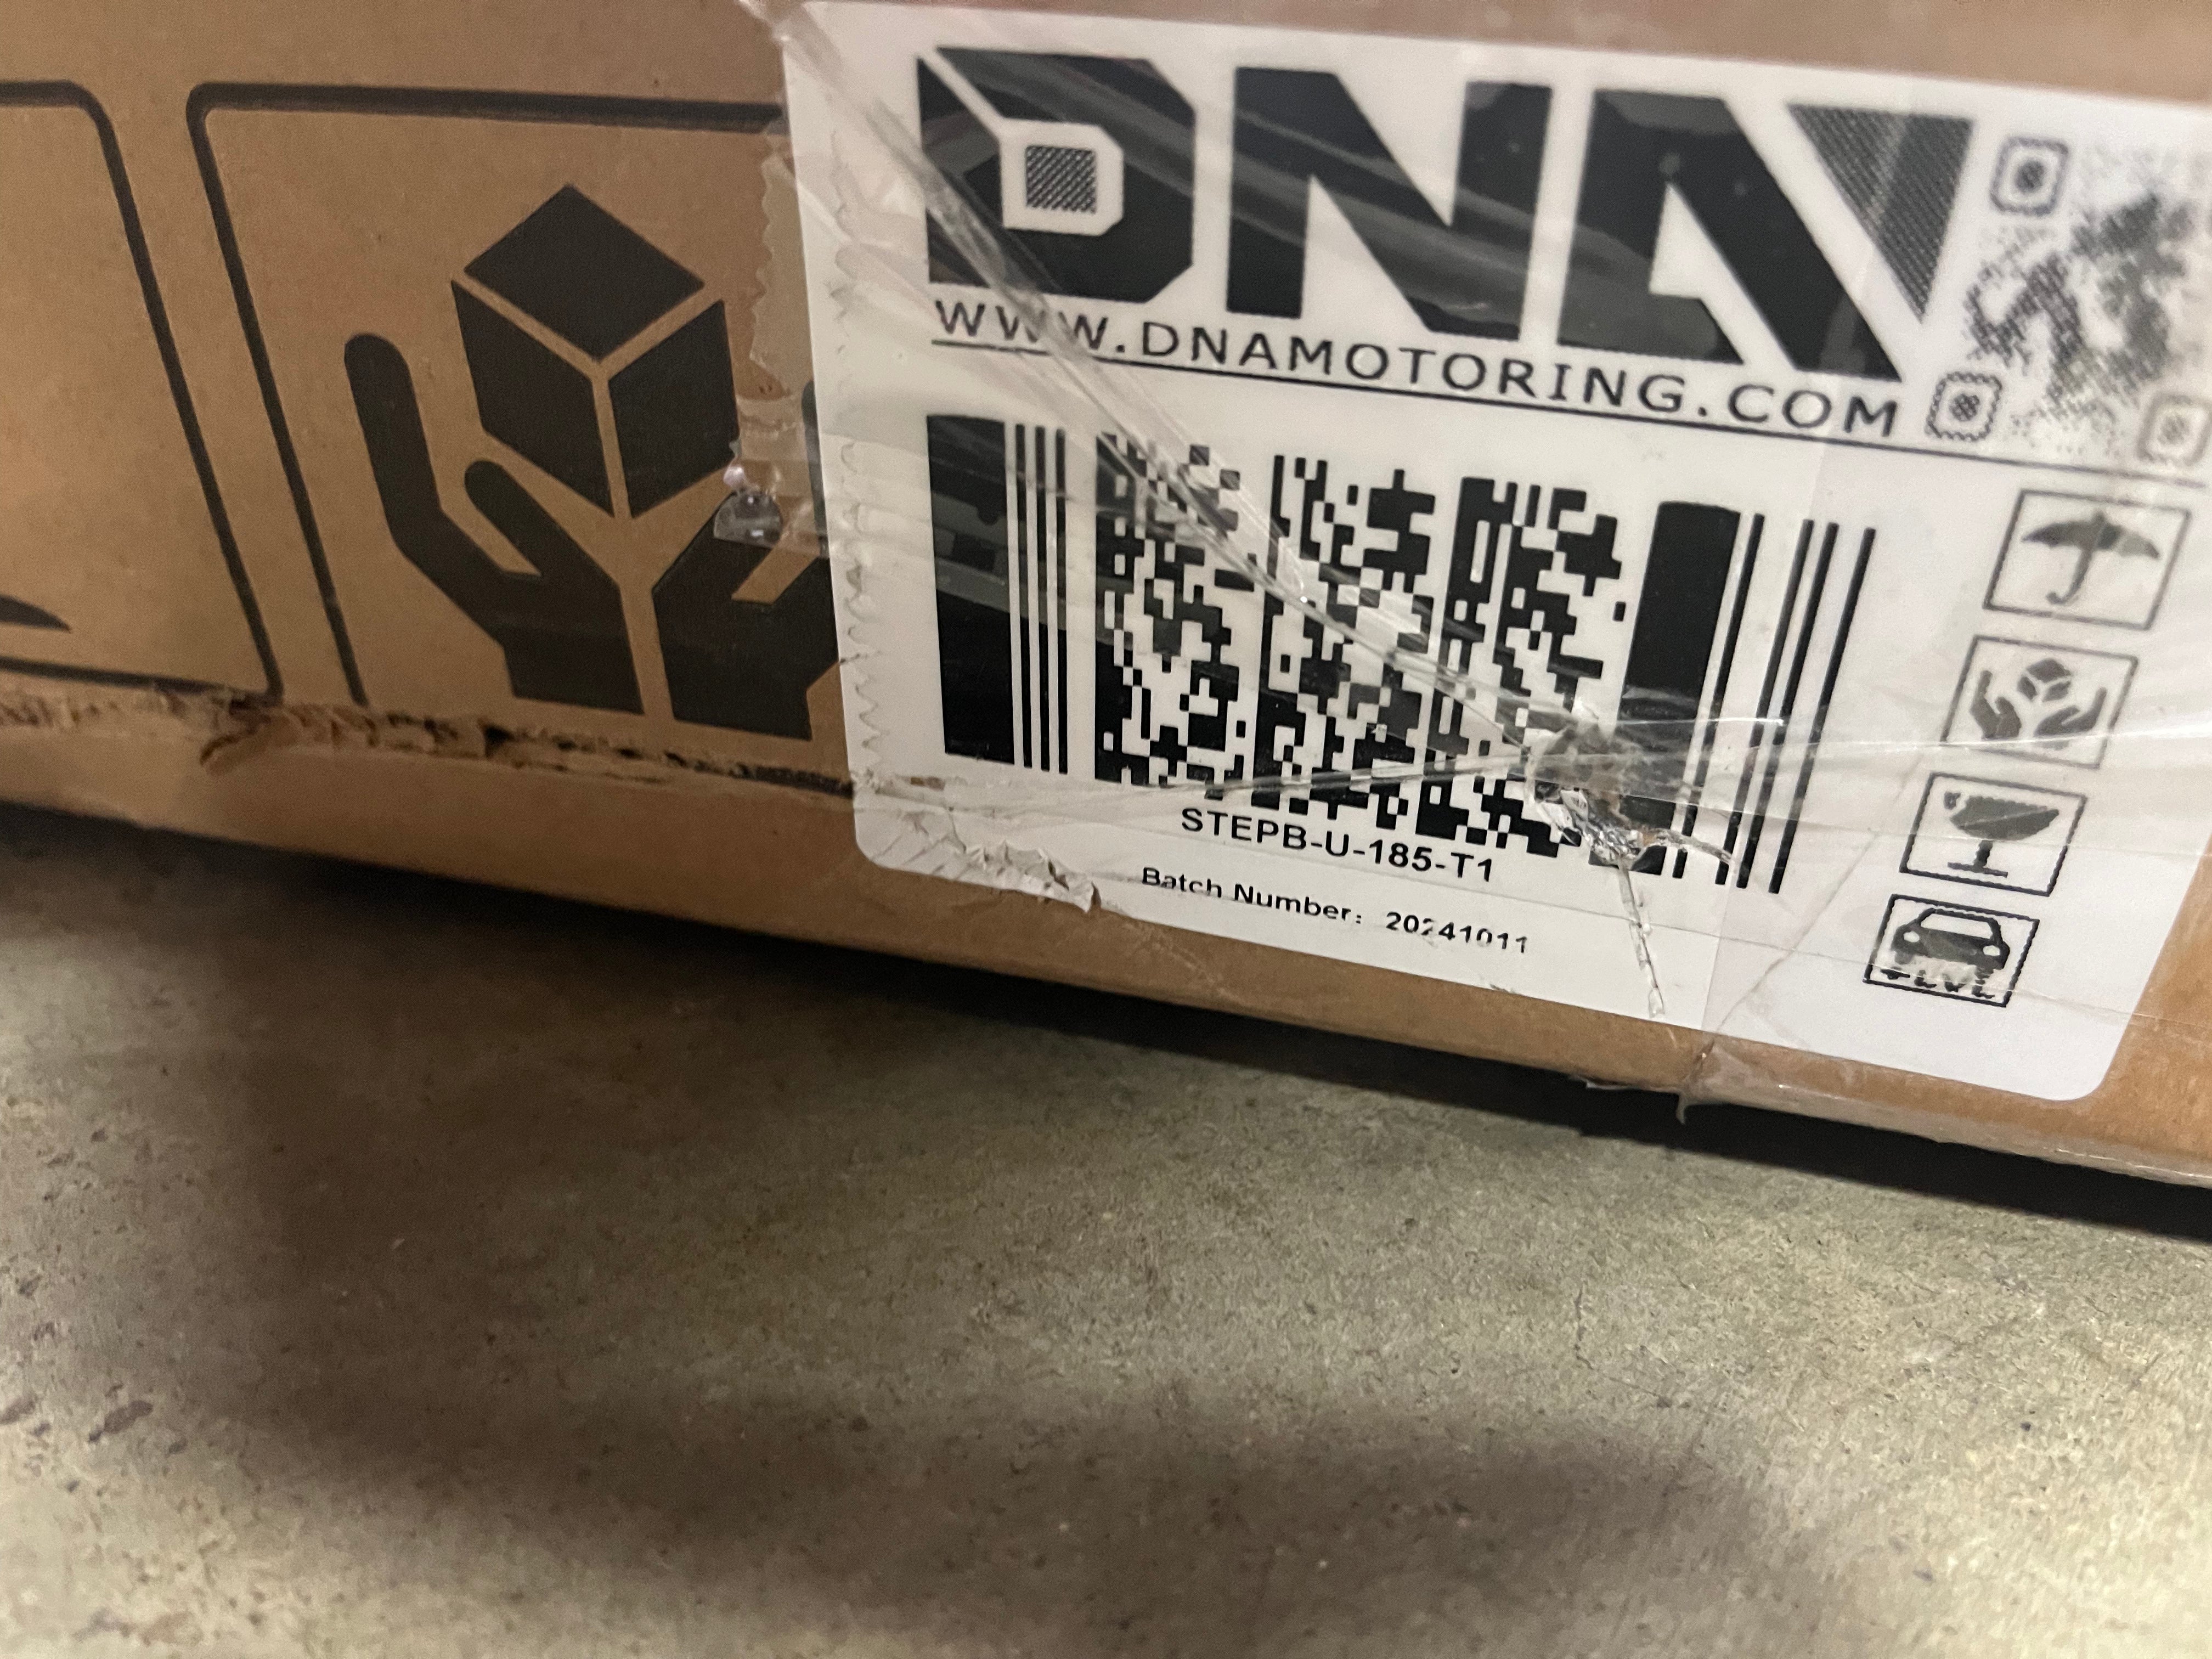 DNA
WWW.DNAMOTORING.COM
STEPB-U-185-T1
Batch Number: 20241011